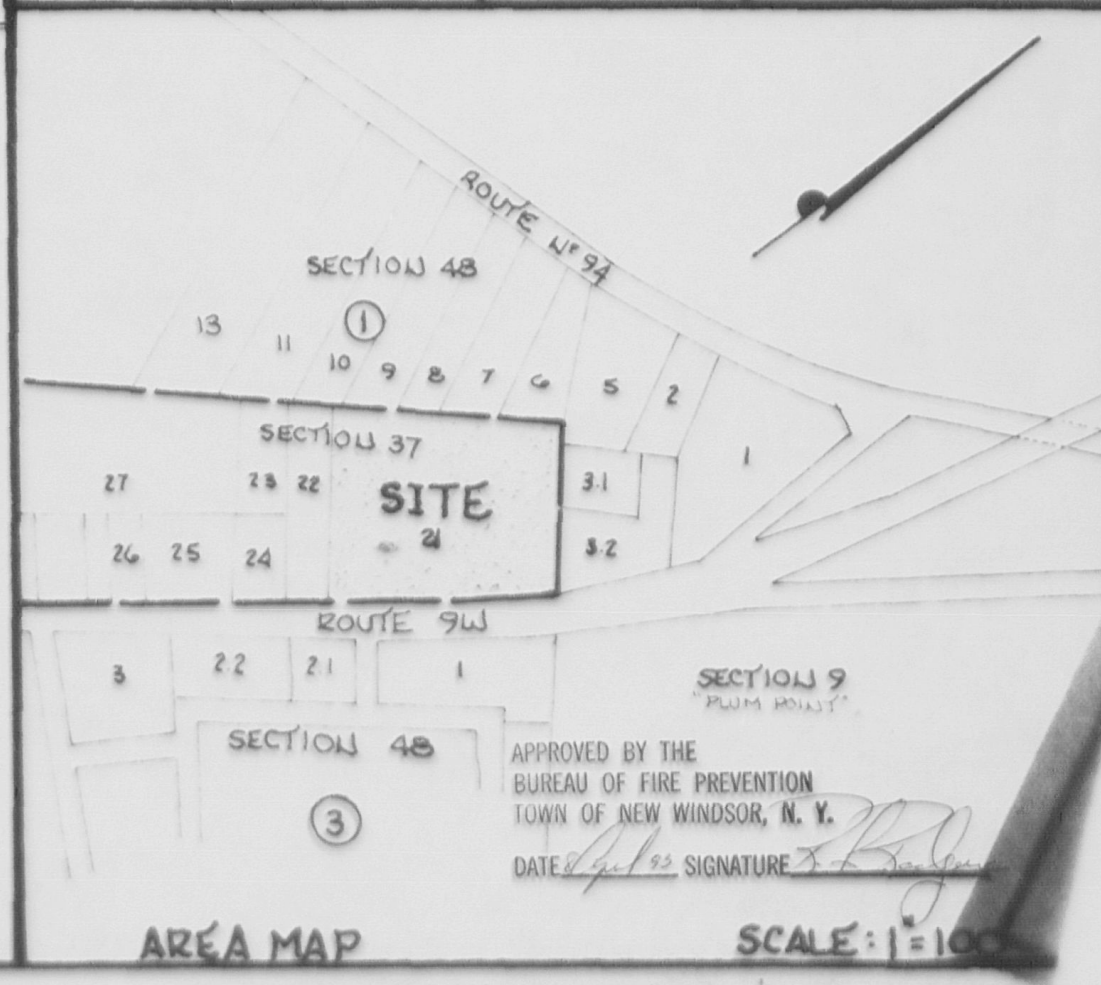 ROUTE Nº 94
SECTION 48
1
13
11
10
9
8
7
6
5
2
1
SECTION 37
27
23
22
SITE
21
3.1
3.2
26
25
24
ROUTE 9W
3
2.2
2.1
1
SECTION 9
"PLUM POINT"
SECTION 48
3
APPROVED BY THE
BUREAU OF FIRE PREVENTION
TOWN OF NEW WINDSOR, N. Y.
DATE SIGNATURE
AREA MAP
SCALE: 1"=100